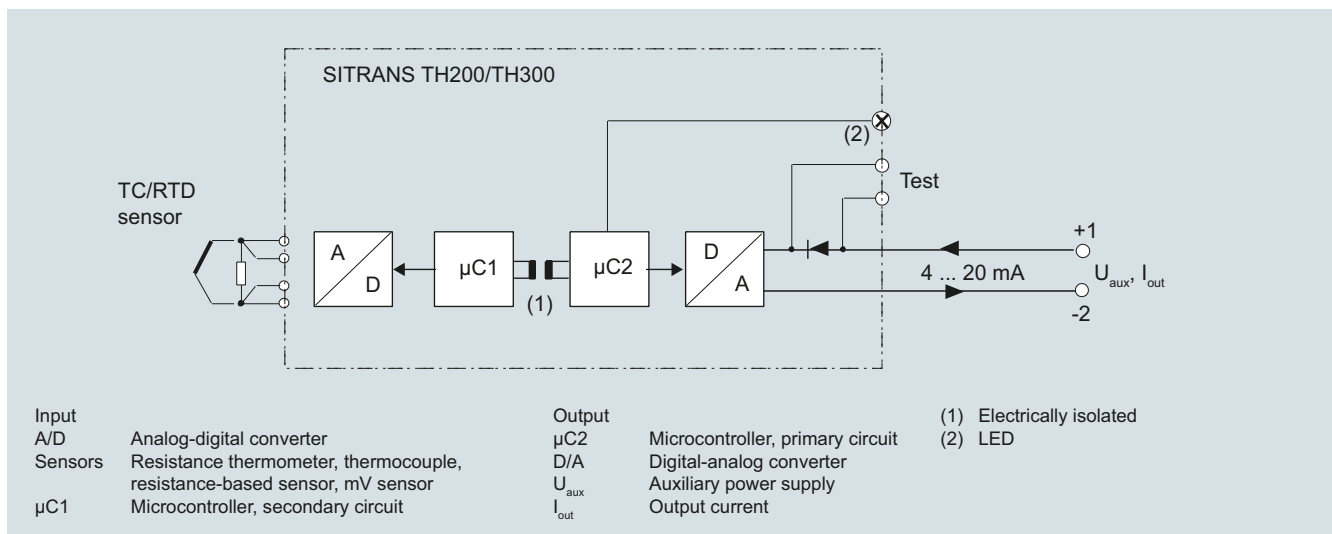 SITRANS TH200/TH300
(2)
Test
TC/RTD
sensor
A
D
µC1
(1)
µC2
D
A
4 ... 20 mA
+1
U_aux, I_out
-2
Input
A/D Analog-digital converter
Sensors Resistance thermometer, thermocouple,
resistance-based sensor, mV sensor
µC1 Microcontroller, secondary circuit
Output
µC2 Microcontroller, primary circuit
D/A Digital-analog converter
U_aux Auxiliary power supply
I_out Output current
(1) Electrically isolated
(2) LED